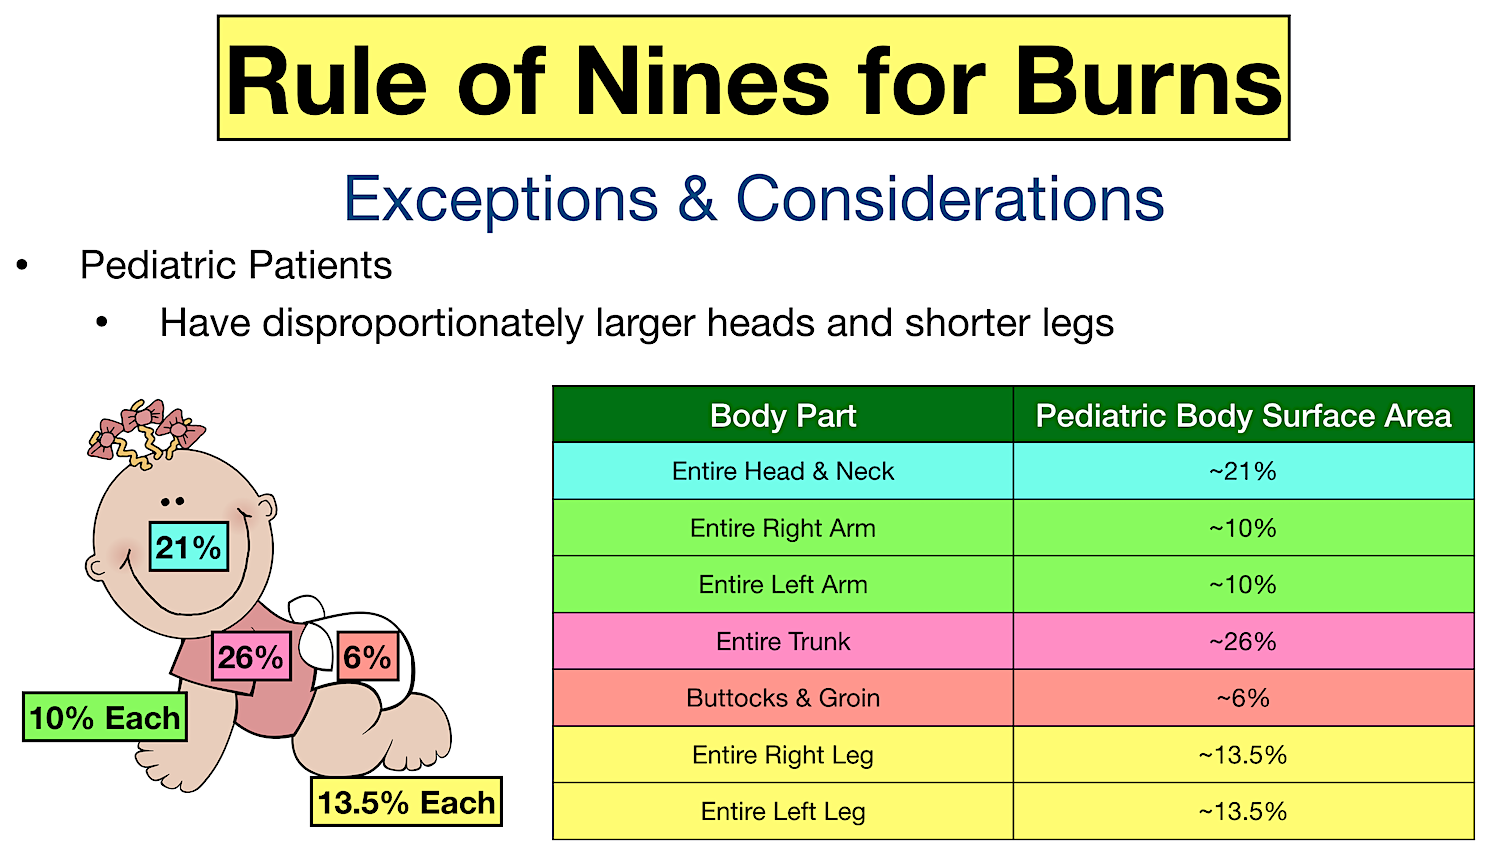 Rule of Nines for Burns
Exceptions & Considerations
• Pediatric Patients
• Have disproportionately larger heads and shorter legs
21%
26%
6%
10% Each
13.5% Each
Body Part Pediatric Body Surface Area
Entire Head & Neck ~21%
Entire Right Arm ~10%
Entire Left Arm ~10%
Entire Trunk ~26%
Buttocks & Groin ~6%
Entire Right Leg ~13.5%
Entire Left Leg ~13.5%